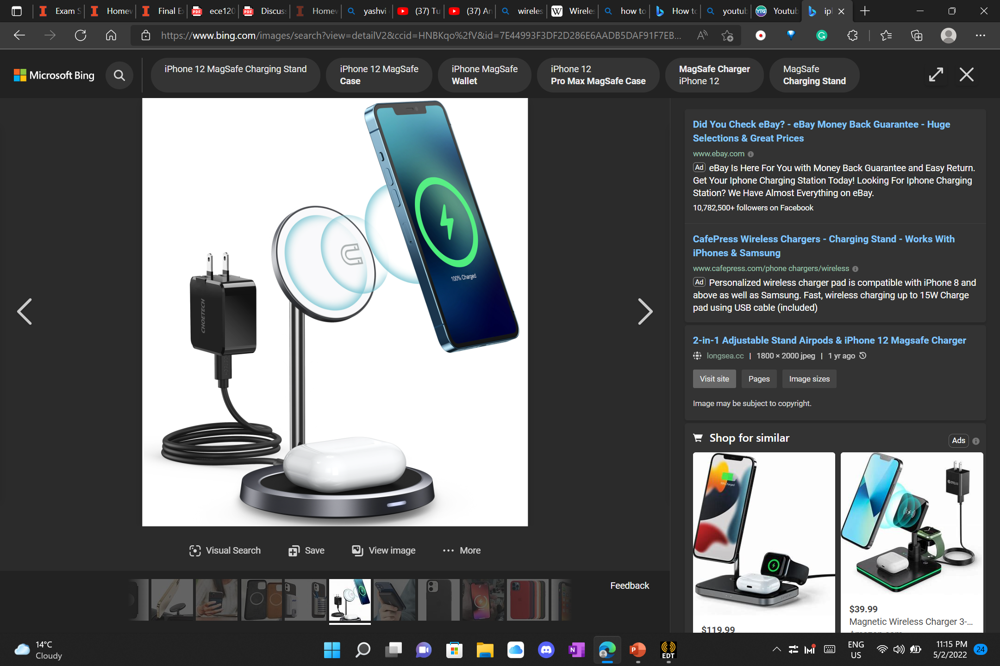 Exam S
Homew
Final E
ece120
Discus
Homew
yashvi
(37) Tu
(37) An
wireles
Wireles
how to
How to
youtub
Youtub
ip
https://www.bing.com/images/search?view=detailV2&ccid=HNBKqo%2fV&id=7E44993F3DF2D286E6AADB5DAF91F7EB...
Microsoft Bing
iPhone 12 MagSafe Charging Stand
iPhone 12 MagSafe
Case
iPhone MagSafe
Wallet
iPhone 12
Pro Max MagSafe Case
MagSafe Charger
iPhone 12
MagSafe
Charging Stand
100% Charged
CHOETECH
Did You Check eBay? - eBay Money Back Guarantee - Huge
Selections & Great Prices
www.ebay.com
Ad eBay Is Here For You with Money Back Guarantee and Easy Return.
Get Your Iphone Charging Station Today! Looking For Iphone Charging
Station? We Have Almost Everything on eBay.
10,782,500+ followers on Facebook
CafePress Wireless Chargers - Charging Stand - Works With
iPhones & Samsung
www.cafepress.com/phone chargers/wireless
Ad Personalized wireless charger pad is compatible with iPhone 8 and
above as well as Samsung. Fast, wireless charging up to 15W Charge
pad using USB cable (included)
2-in-1 Adjustable Stand Airpods & iPhone 12 Magsafe Charger
longsea.cc | 1800 × 2000 jpeg | 1 yr ago
Visit site
Pages
Image sizes
Image may be subject to copyright.
Shop for similar
Ads
$119.99
$39.99
Magnetic Wireless Charger 3-...
Visual Search
Save
View image
More
Feedback
14°C
Cloudy
EDT
ENG
US
11:15 PM
5/2/2022
24